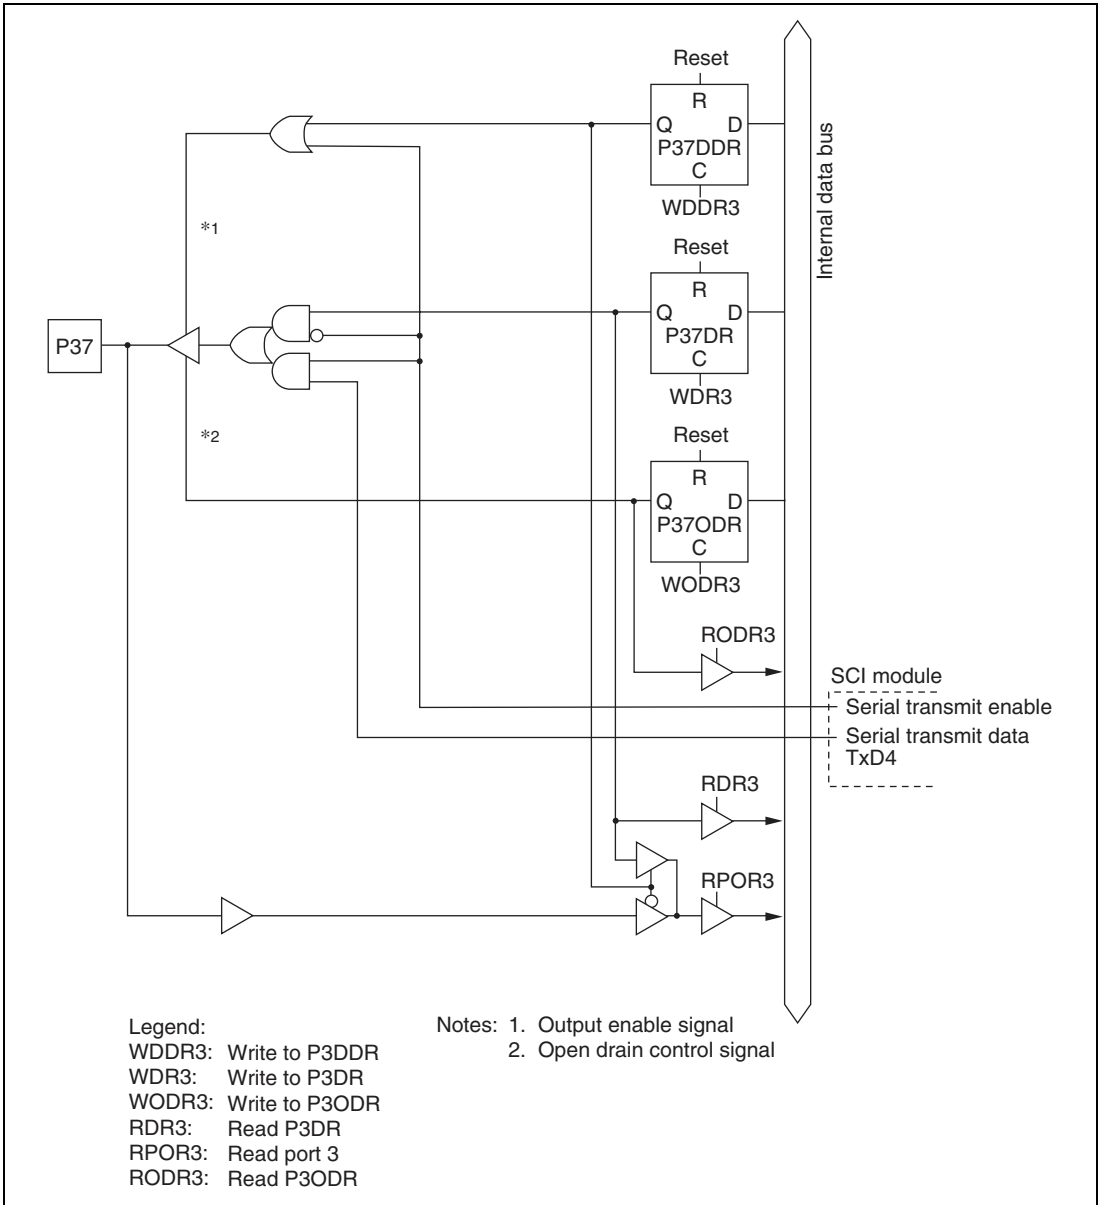 Reset
R
Q D
P37DDR
C
WDDR3
Internal data bus
*1
Reset
R
Q D
P37DR
C
WDR3
P37
*2
Reset
R
Q D
P37ODR
C
WODR3
RODR3
SCI module
Serial transmit enable
Serial transmit data
TxD4
RDR3
RPOR3
Legend:
WDDR3: Write to P3DDR
WDR3: Write to P3DR
WODR3: Write to P3ODR
RDR3: Read P3DR
RPOR3: Read port 3
RODR3: Read P3ODR
Notes: 1. Output enable signal
2. Open drain control signal